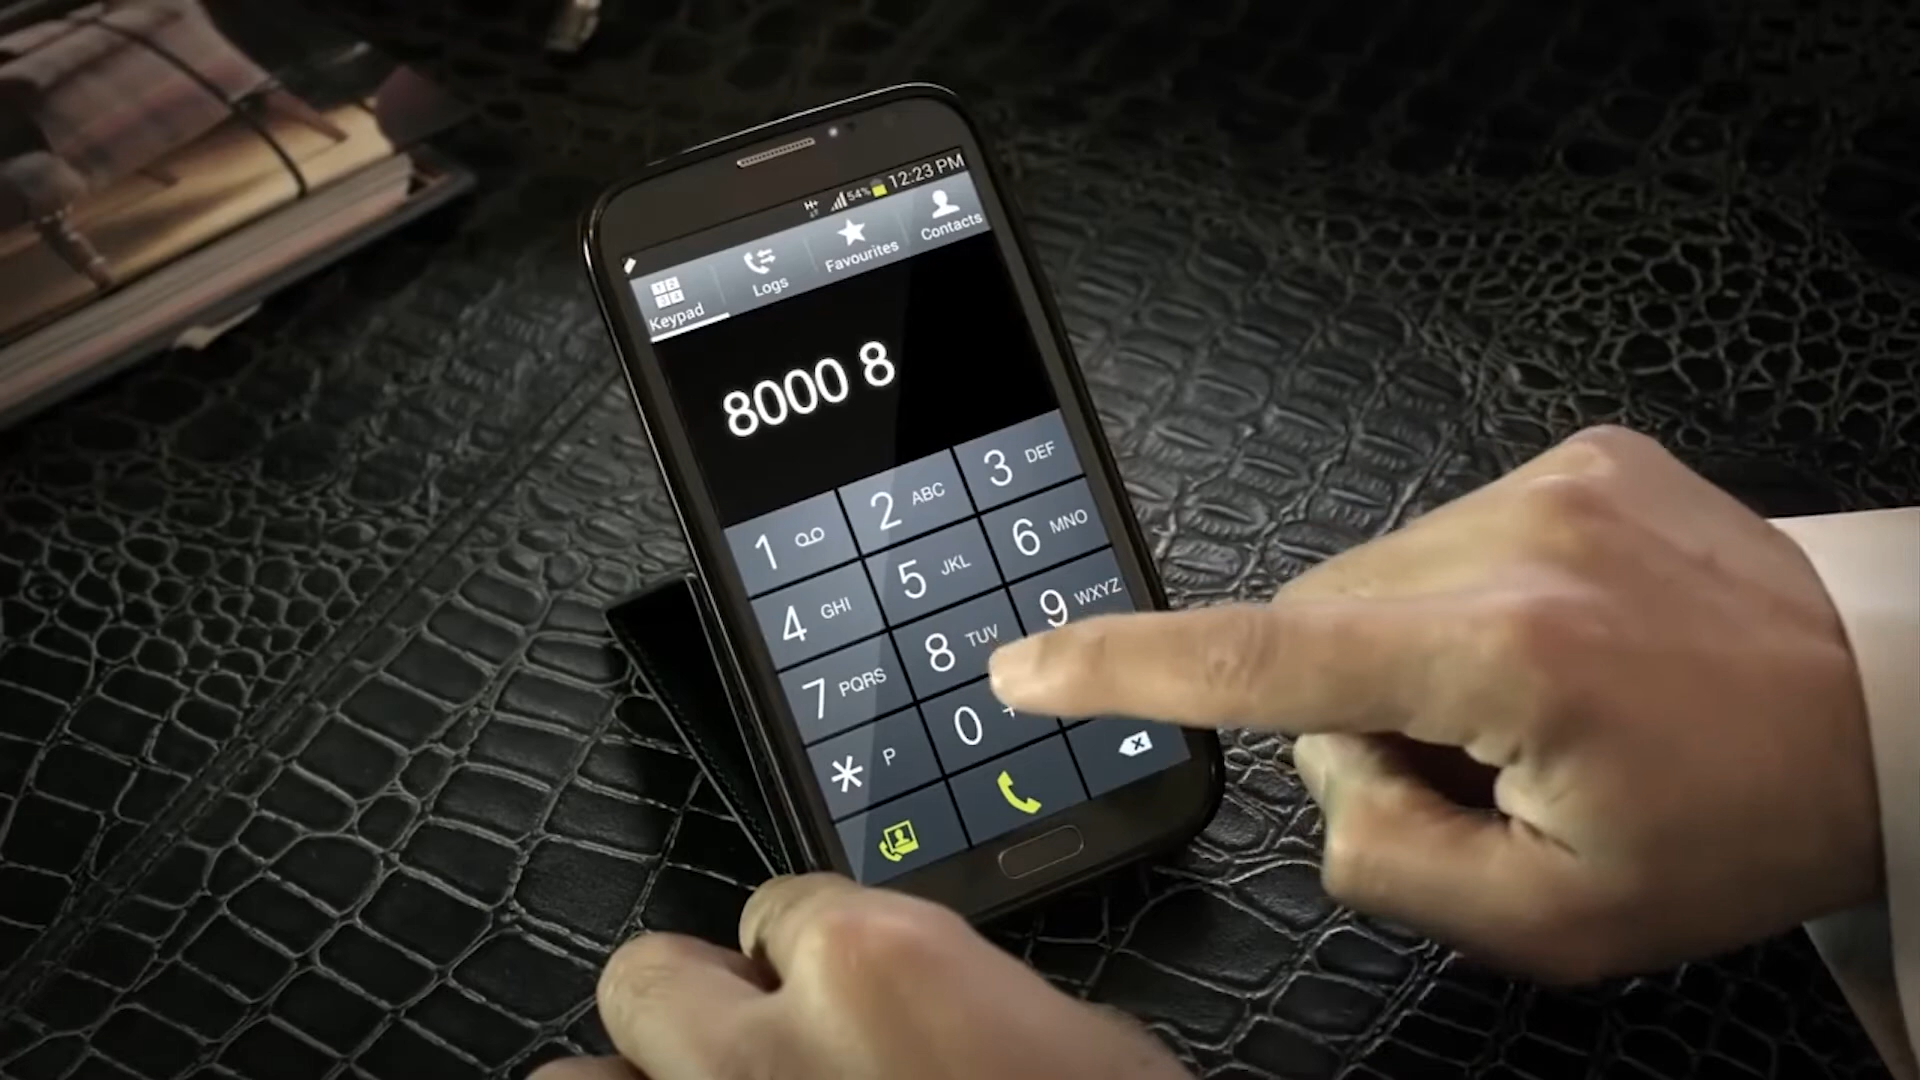 H+ 54% 12:23 PM
Keypad Logs Favourites Contacts
8000 8
1 2 ABC 3 DEF
4 GHI 5 JKL 6 MNO
7 PQRS 8 TUV 9 WXYZ
* P 0 +